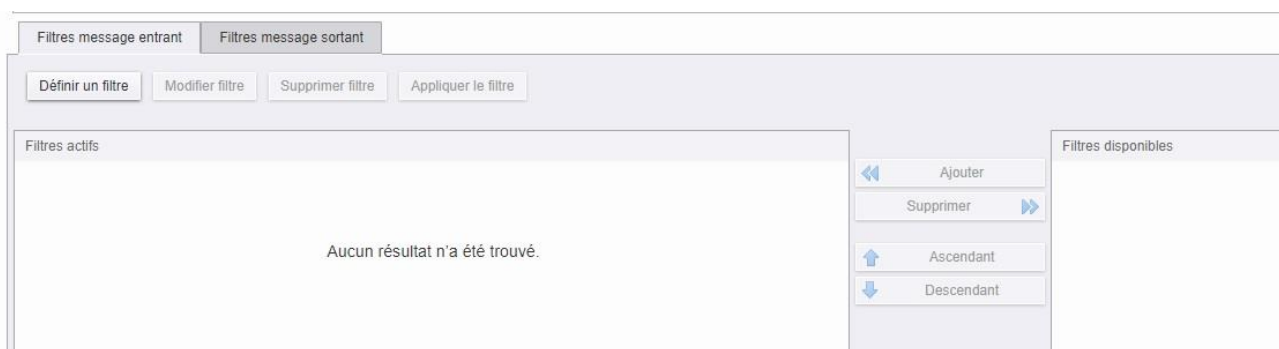 Filtres message entrant
Filtres message sortant
Définir un filtre
Modifier filtre
Supprimer filtre
Appliquer le filtre
Filtres actifs
Aucun résultat n'a été trouvé.
Ajouter
Supprimer
Ascendant
Descendant
Filtres disponibles